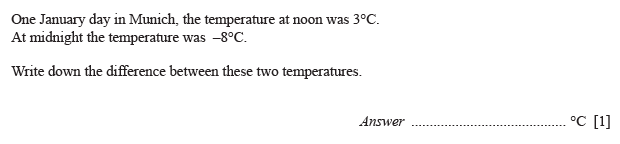 One January day in Munich, the temperature at noon was 3°C.
At midnight the temperature was –8°C.
Write down the difference between these two temperatures.
Answer ............................................. °C [1]